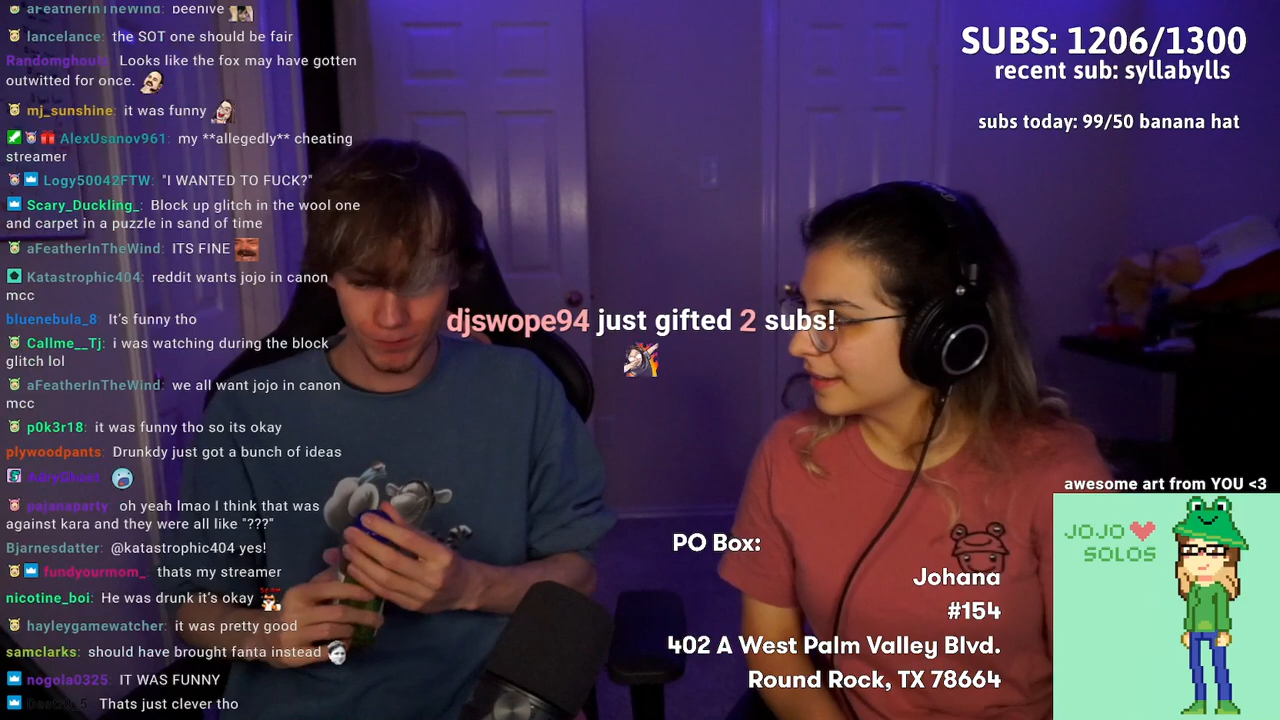 aFeatherInTheWind: beehive
lancelance: the SOT one should be fair
Randomghoul: Looks like the fox may have gotten
outwitted for once.
mj_sunshine: it was funny
AlexUsanov961: my **allegedly** cheating
streamer
Logy50042FTW: "I WANTED TO FUCK?"
Scary_Duckling_: Block up glitch in the wool one
and carpet in a puzzle in sand of time
aFeatherInTheWind: ITS FINE
Katastrophic404: reddit wants jojo in canon
mcc
bluenebula_8: It's funny tho
Callme__Tj: i was watching during the block
glitch lol
aFeatherInTheWind: we all want jojo in canon
mcc
p0k3r18: it was funny tho so its okay
plywoodpants: Drunkdy just got a bunch of ideas
AdryGhost:
pajanaparty: oh yeah lmao I think that was
against kara and they were all like "???"
Bjarnesdatter: @katastrophic404 yes!
fundyourmom_: thats my streamer
nicotine_boi: He was drunk it's okay
hayleygamewatcher: it was pretty good
samclarks: should have brought fanta instead
nogola0325: IT WAS FUNNY
Thats just clever tho
djswope94 just gifted 2 subs!
SUBS: 1206/1300
recent sub: syllabylls
subs today: 99/50 banana hat
PO Box:
Johana
#154
402 A West Palm Valley Blvd.
Round Rock, TX 78664
awesome art from YOU <3
JOJO
SOLOS